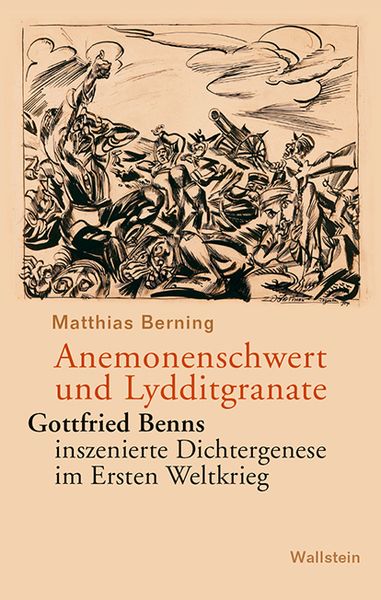 Matthias Berning
Anemonenschwert
und Lydditgranate
Gottfried Benns
inszenierte Dichtergenese
im Ersten Weltkrieg
Wallstein